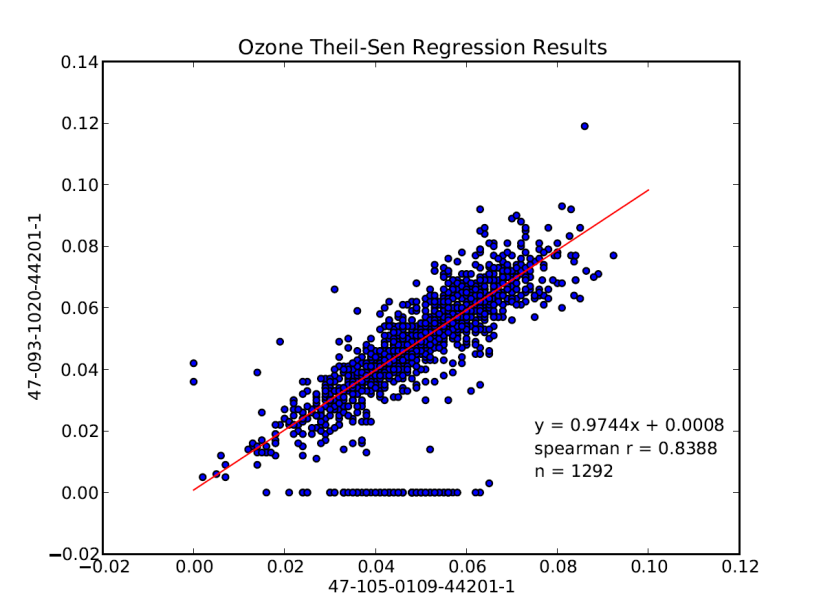 Ozone Theil-Sen Regression Results
0.14
0.12
0.10
0.08
0.06
0.04
0.02
0.00
−0.02
47-093-1020-44201-1
y = 0.9744x + 0.0008
spearman r = 0.8388
n = 1292
−0.02 0.00 0.02 0.04 0.06 0.08 0.10 0.12
47-105-0109-44201-1